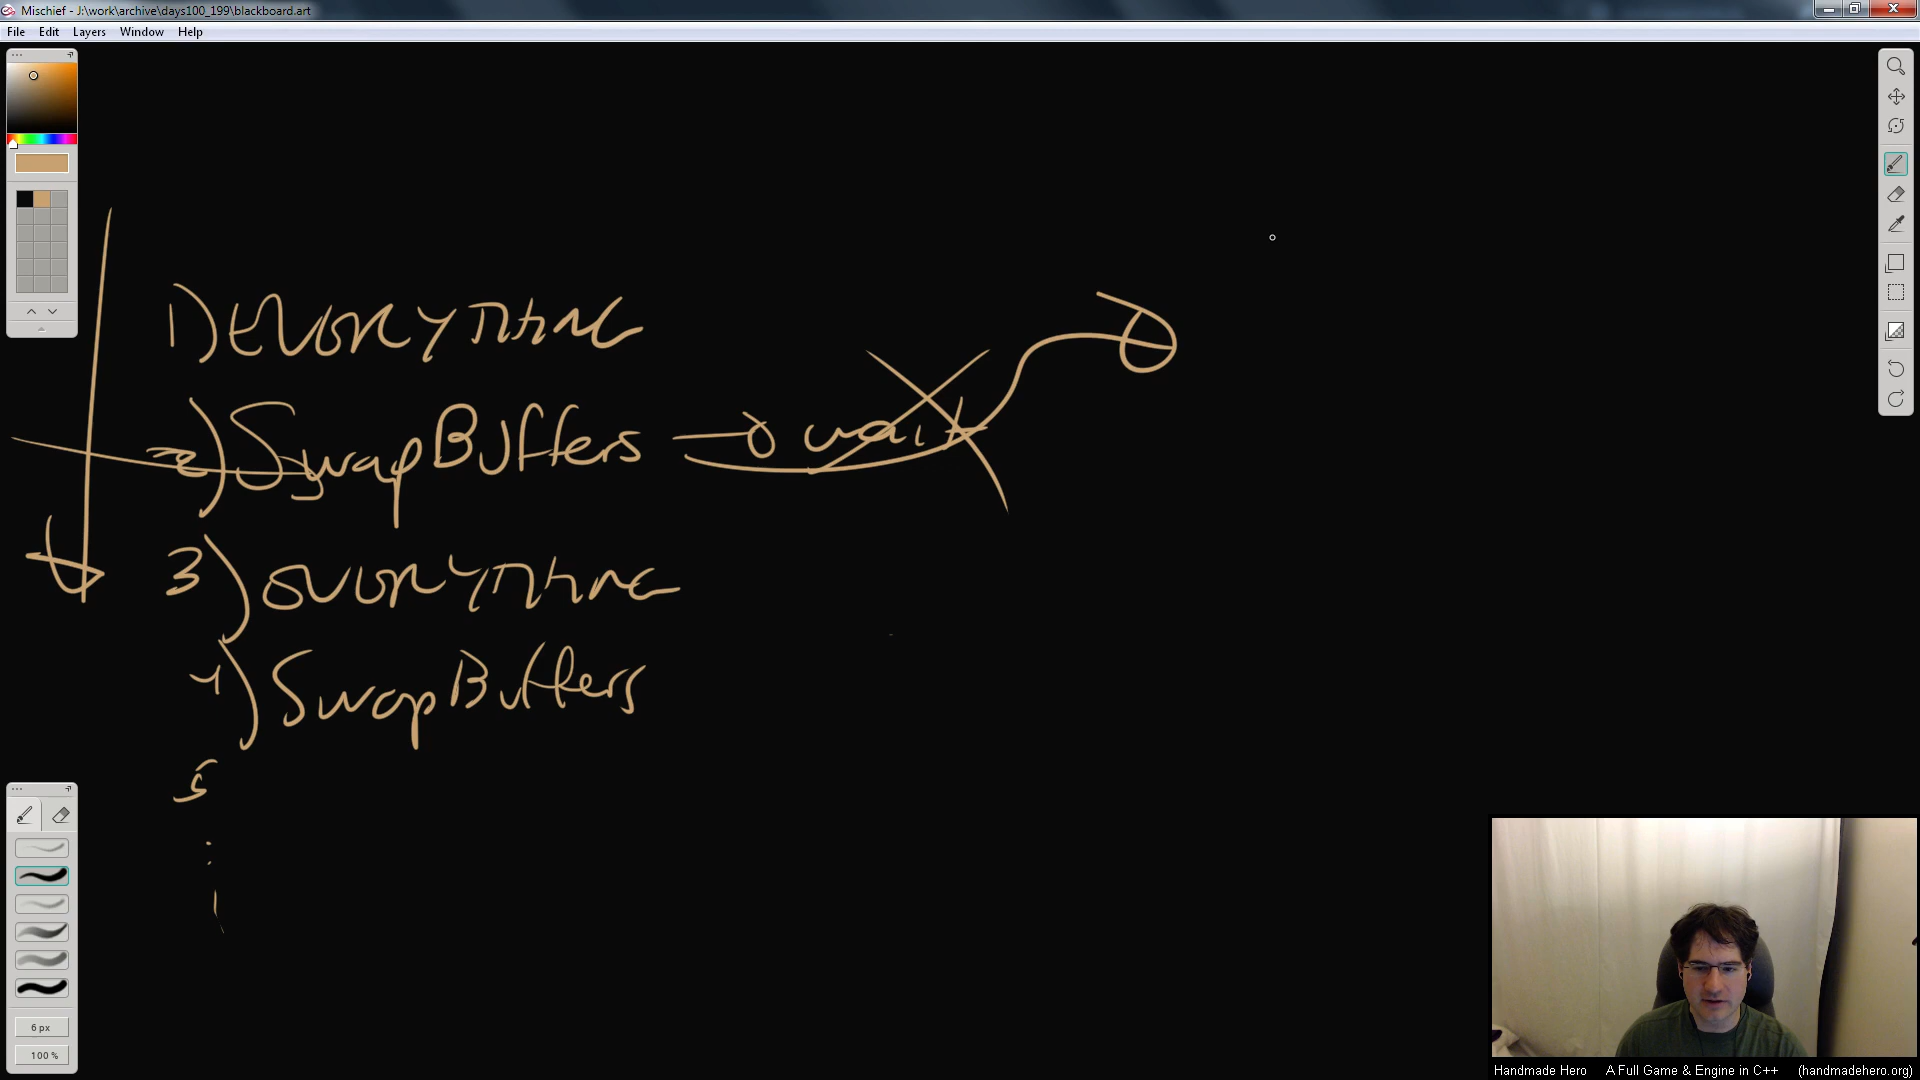 Mischief - J:\work\archive\days100_199\blackboard.art
File Edit Layers Window Help
1) EVERYTHING
2) SwapBuffers → wait
3) EVERYTHING
4) SwapBuffers
5
:
6 px
100 %
Handmade Hero A Full Game & Engine in C++ (handmadehero.org)